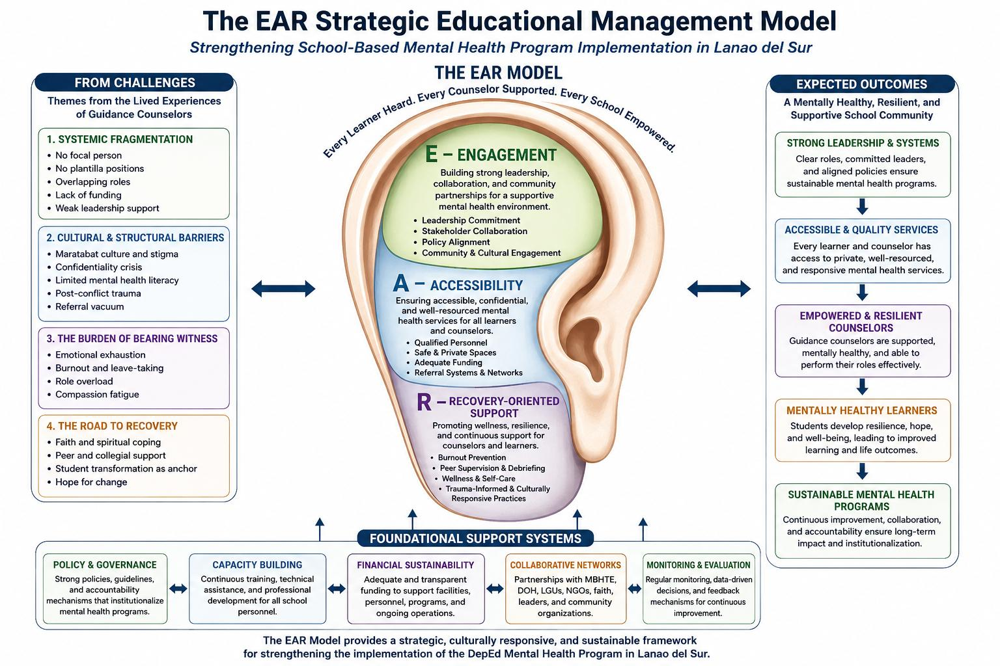 The EAR Strategic Educational Management Model
Strengthening School-Based Mental Health Program Implementation in Lanao del Sur
FROM CHALLENGES
Themes from the Lived Experiences
of Guidance Counselors
1. SYSTEMIC FRAGMENTATION
• No focal person
• No plantilla positions
• Overlapping roles
• Lack of funding
• Weak leadership support
2. CULTURAL & STRUCTURAL BARRIERS
• Maratabat culture and stigma
• Confidentiality crisis
• Limited mental health literacy
• Post-conflict trauma
• Referral vacuum
3. THE BURDEN OF BEARING WITNESS
• Emotional exhaustion
• Burnout and leave-taking
• Role overload
• Compassion fatigue
4. THE ROAD TO RECOVERY
• Faith and spiritual coping
• Peer and collegial support
• Student transformation as anchor
• Hope for change
THE EAR MODEL
Every Learner Heard. Every Counselor Supported. Every School Empowered.
E – ENGAGEMENT
Building strong leadership,
collaboration, and community
partnerships for a supportive
mental health environment.
• Leadership Commitment
• Stakeholder Collaboration
• Policy Alignment
• Community & Cultural Engagement
A – ACCESSIBILITY
Ensuring accessible, confidential,
and well-resourced mental
health services for all learners
and counselors.
• Qualified Personnel
• Safe & Private Spaces
• Adequate Funding
• Referral Systems & Networks
R – RECOVERY-ORIENTED
SUPPORT
Promoting wellness, resilience,
and continuous support for
counselors and learners.
• Burnout Prevention
• Peer Supervision & Debriefing
• Wellness & Self-Care
• Trauma-Informed & Culturally
Responsive Practices
EXPECTED OUTCOMES
A Mentally Healthy, Resilient, and
Supportive School Community
STRONG LEADERSHIP & SYSTEMS
Clear roles, committed leaders,
and aligned policies ensure
sustainable mental health programs.
ACCESSIBLE & QUALITY SERVICES
Every learner and counselor has
access to private, well-resourced,
and responsive mental health services.
EMPOWERED & RESILIENT
COUNSELORS
Guidance counselors are supported,
mentally healthy, and able to
perform their roles effectively.
MENTALLY HEALTHY LEARNERS
Students develop resilience, hope,
and well-being, leading to improved
learning and life outcomes.
SUSTAINABLE MENTAL HEALTH
PROGRAMS
Continuous improvement, collaboration,
and accountability ensure long-term
impact and institutionalization.
FOUNDATIONAL SUPPORT SYSTEMS
POLICY & GOVERNANCE
Strong policies, guidelines,
and accountability
mechanisms that institutionalize
mental health programs.
CAPACITY BUILDING
Continuous training, technical
assistance, and professional
development for all school
personnel.
FINANCIAL SUSTAINABILITY
Adequate and transparent
funding to support facilities,
personnel, programs, and
ongoing operations.
COLLABORATIVE NETWORKS
Partnerships with MBHTE,
DOH, LGUs, NGOs, faith,
leaders, and community
organizations.
MONITORING & EVALUATION
Regular monitoring, data-driven
decisions, and feedback
mechanisms for continuous
improvement.
The EAR Model provides a strategic, culturally responsive, and sustainable framework
for strengthening the implementation of the DepEd Mental Health Program in Lanao del Sur.